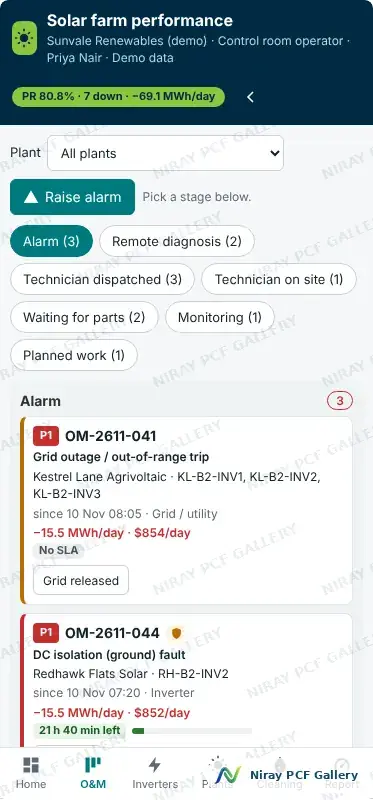 Solar farm performance
Sunvale Renewables (demo) · Control room operator ·
Priya Nair · Demo data
PR 80.8% · 7 down · −69.1 MWh/day
Plant
All plants
Raise alarm
Pick a stage below.
Alarm (3)
Remote diagnosis (2)
Technician dispatched (3)
Technician on site (1)
Waiting for parts (2)
Monitoring (1)
Planned work (1)
Alarm
3
P1 OM-2611-041
Grid outage / out-of-range trip
Kestrel Lane Agrivoltaic · KL-B2-INV1, KL-B2-INV2,
KL-B2-INV3
since 10 Nov 08:05 · Grid / utility
−15.5 MWh/day · $854/day
No SLA
Grid released
P1 OM-2611-044
DC isolation (ground) fault
Redhawk Flats Solar · RH-B2-INV2
since 10 Nov 07:20 · Inverter
−15.5 MWh/day · $852/day
21 h 40 min left
Home
O&M
Inverters
Cleaning
Report
Niray PCF Gallery
NIRAY PCF GALLERY